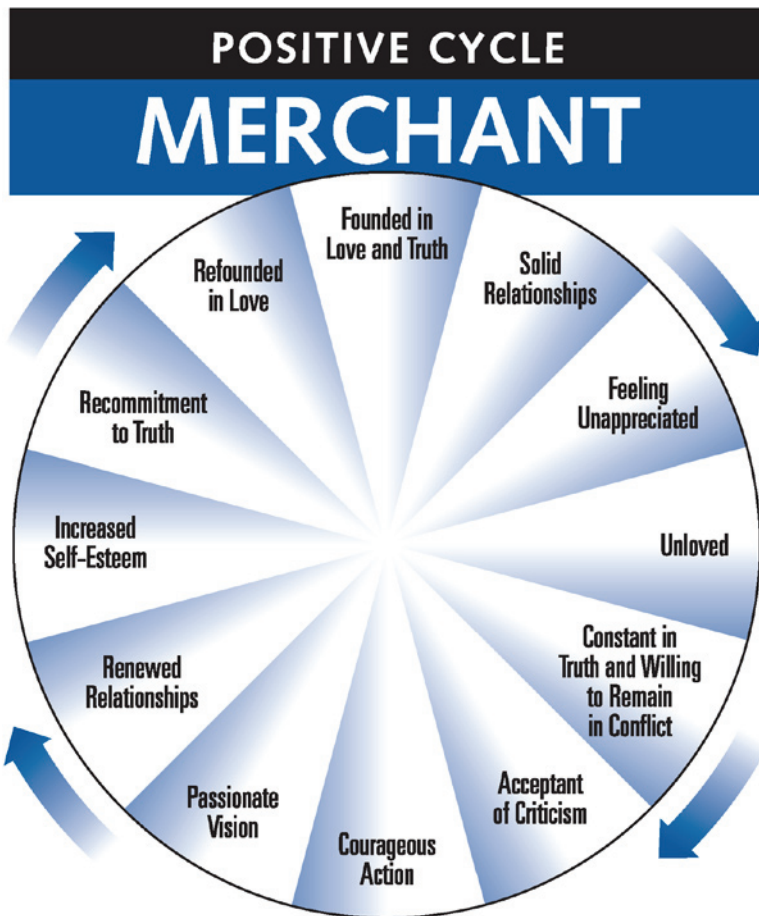 POSITIVE CYCLE
MERCHANT
Founded in
Love and Truth
Solid
Relationships
Feeling
Unappreciated
Unloved
Constant in
Truth and Willing
to Remain
in Conflict
Acceptant
of Criticism
Courageous
Action
Passionate
Vision
Renewed
Relationships
Increased
Self-Esteem
Recommitment
to Truth
Refounded
in Love